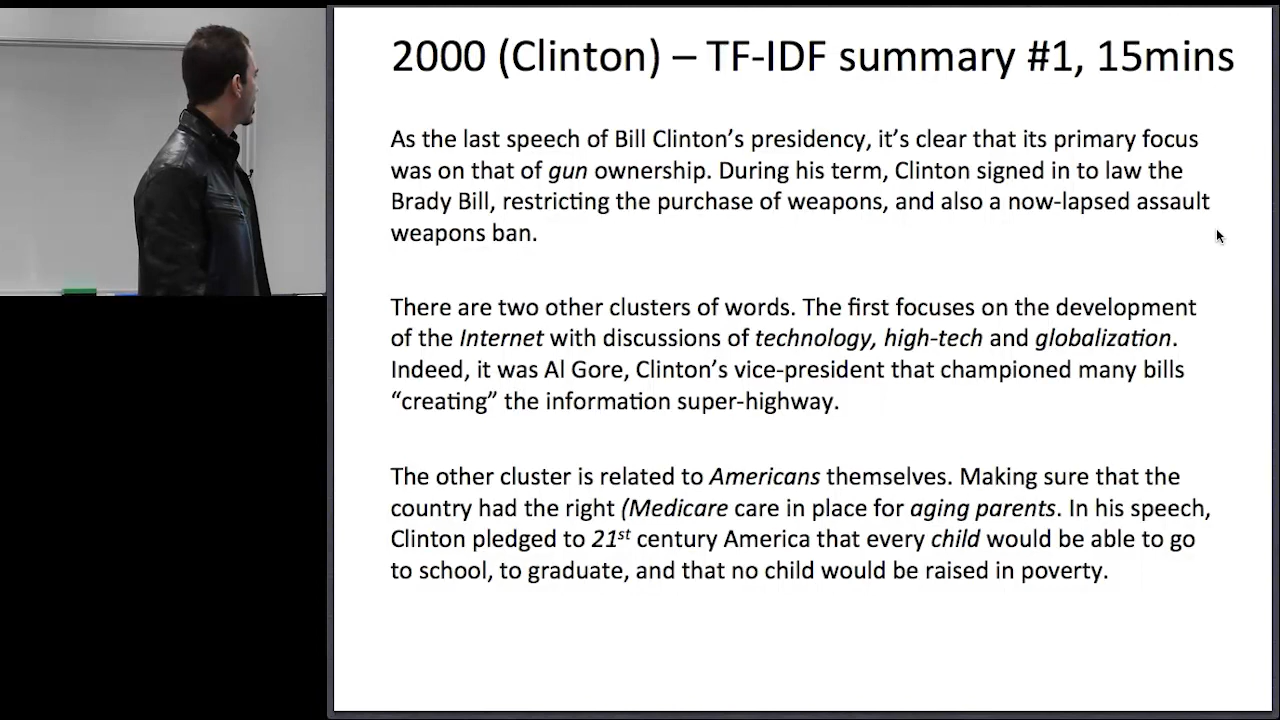 2000 (Clinton) – TF-IDF summary #1, 15mins
As the last speech of Bill Clinton’s presidency, it’s clear that its primary focus
was on that of gun ownership. During his term, Clinton signed in to law the
Brady Bill, restricting the purchase of weapons, and also a now-lapsed assault
weapons ban.
There are two other clusters of words. The first focuses on the development
of the Internet with discussions of technology, high-tech and globalization.
Indeed, it was Al Gore, Clinton’s vice-president that championed many bills
“creating” the information super-highway.
The other cluster is related to Americans themselves. Making sure that the
country had the right (Medicare care in place for aging parents. In his speech,
Clinton pledged to 21st century America that every child would be able to go
to school, to graduate, and that no child would be raised in poverty.